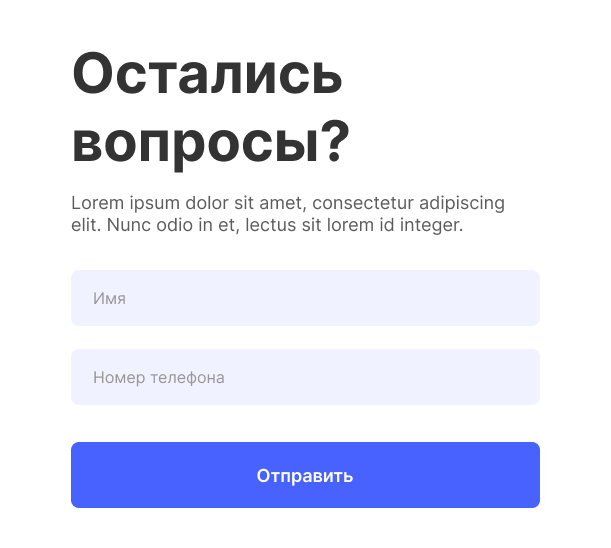 Остались
вопросы?
Lorem ipsum dolor sit amet, consectetur adipiscing
elit. Nunc odio in et, lectus sit lorem id integer.
Имя
Номер телефона
Отправить